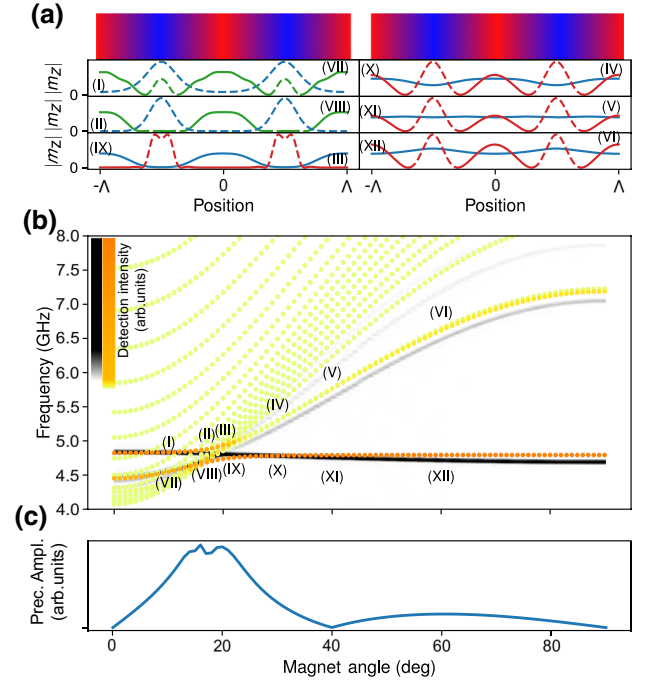 (a)
(VII)
(X)
(IV)
|mz|
(I)
0
(VIII)
(XI)
(V)
|mz|
(II)
(IX)
(XII)
(VI)
|mz|
(III)
0
-Λ
0
Λ
-Λ
0
Λ
Position
Position
(b)
8.0
7.5
7.0
6.5
6.0
5.5
5.0
4.5
4.0
Frequency (GHz)
Detection intensity
(arb.units)
(VI)
(V)
(IV)
(I)
(II)
(III)
(VII)
(VIII)
(IX)
(X)
(XI)
(XII)
(c)
Prec. Ampl.
(arb.units)
0
20
40
60
80
Magnet angle (deg)